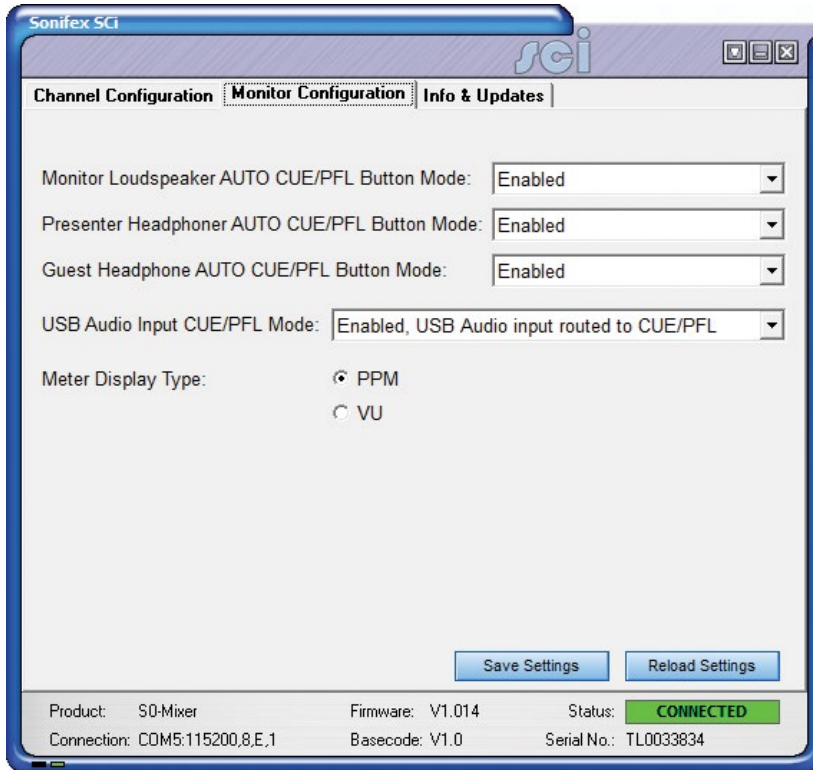 Sonifex SCi
sci
Channel Configuration Monitor Configuration Info & Updates
Monitor Loudspeaker AUTO CUE/PFL Button Mode: Enabled
Presenter Headphoner AUTO CUE/PFL Button Mode: Enabled
Guest Headphone AUTO CUE/PFL Button Mode: Enabled
USB Audio Input CUE/PFL Mode: Enabled, USB Audio input routed to CUE/PFL
Meter Display Type: PPM
VU
Save Settings Reload Settings
Product: S0-Mixer Firmware: V1.014 Status: CONNECTED
Connection: COM5:115200,8,E,1 Basecode: V1.0 Serial No.: TL0033834